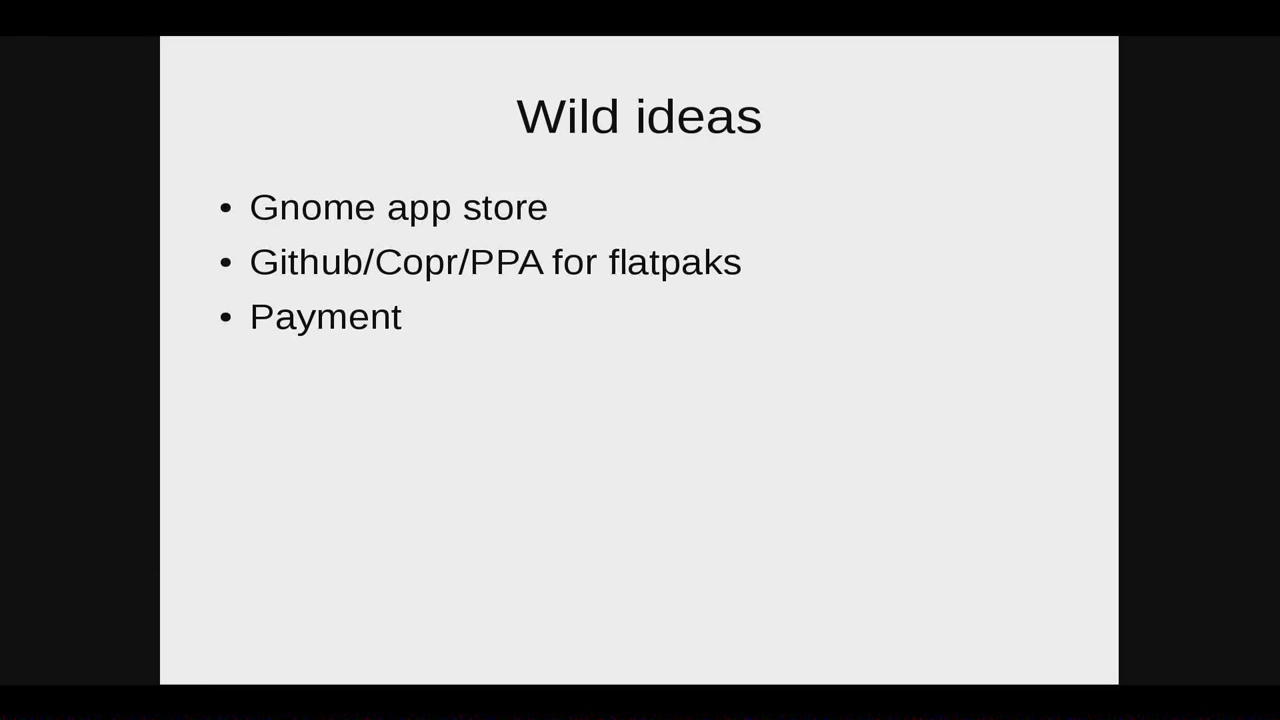 Wild ideas
• Gnome app store
• Github/Copr/PPA for flatpaks
• Payment